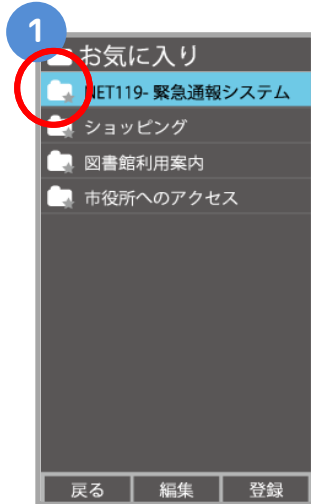 1
お気に入り
NET119- 緊急通報システム
ショッピング
図書館利用案内
市役所へのアクセス
戻る 編集 登録